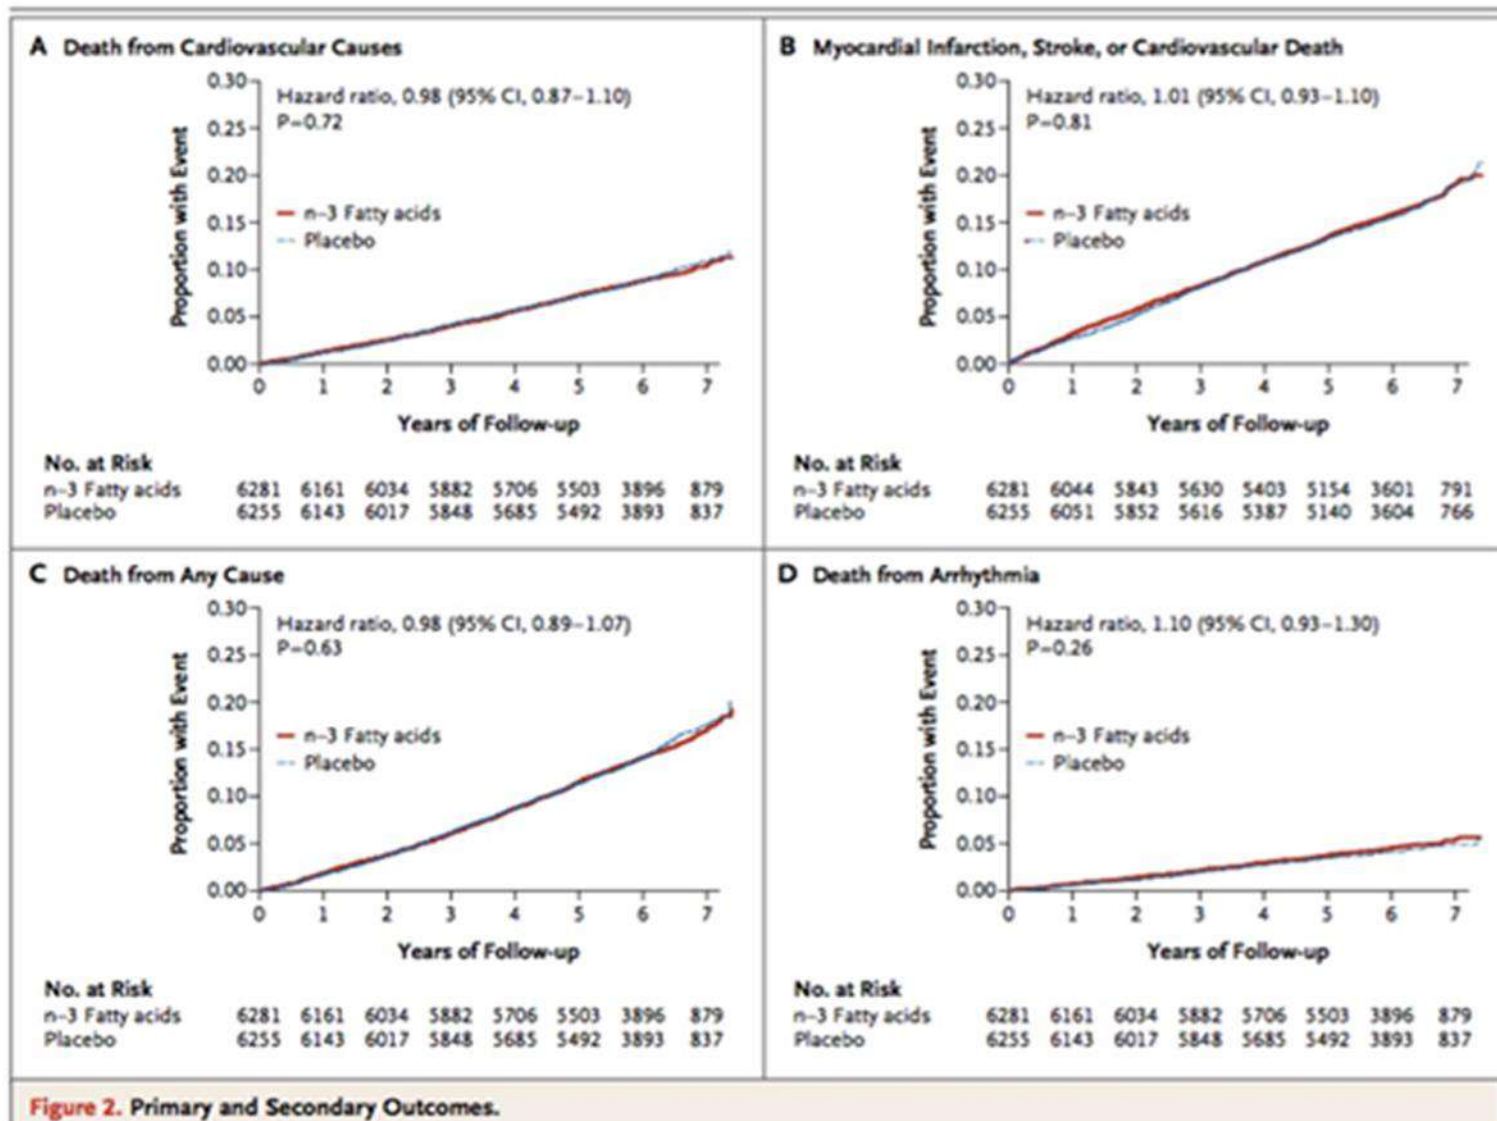 A Death from Cardiovascular Causes
0.30
0.25
0.20
0.15
0.10
0.05
0.00
Proportion with Event
Hazard ratio, 0.98 (95% CI, 0.87–1.10)
P=0.72
n–3 Fatty acids
Placebo
0 1 2 3 4 5 6 7
Years of Follow-up
No. at Risk
n–3 Fatty acids 6281 6161 6034 5882 5706 5503 3896 879
Placebo 6255 6143 6017 5848 5685 5492 3893 837
B Myocardial Infarction, Stroke, or Cardiovascular Death
0.30
0.25
0.20
0.15
0.10
0.05
0.00
Proportion with Event
Hazard ratio, 1.01 (95% CI, 0.93–1.10)
P=0.81
n–3 Fatty acids
Placebo
0 1 2 3 4 5 6 7
Years of Follow-up
No. at Risk
n–3 Fatty acids 6281 6044 5843 5630 5403 5154 3601 791
Placebo 6255 6051 5852 5616 5387 5140 3604 766
C Death from Any Cause
0.30
0.25
0.20
0.15
0.10
0.05
0.00
Proportion with Event
Hazard ratio, 0.98 (95% CI, 0.89–1.07)
P=0.63
n–3 Fatty acids
Placebo
0 1 2 3 4 5 6 7
Years of Follow-up
No. at Risk
n–3 Fatty acids 6281 6161 6034 5882 5706 5503 3896 879
Placebo 6255 6143 6017 5848 5685 5492 3893 837
D Death from Arrhythmia
0.30
0.25
0.20
0.15
0.10
0.05
0.00
Proportion with Event
Hazard ratio, 1.10 (95% CI, 0.93–1.30)
P=0.26
n–3 Fatty acids
Placebo
0 1 2 3 4 5 6 7
Years of Follow-up
No. at Risk
n–3 Fatty acids 6281 6161 6034 5882 5706 5503 3896 879
Placebo 6255 6143 6017 5848 5685 5492 3893 837
Figure 2. Primary and Secondary Outcomes.